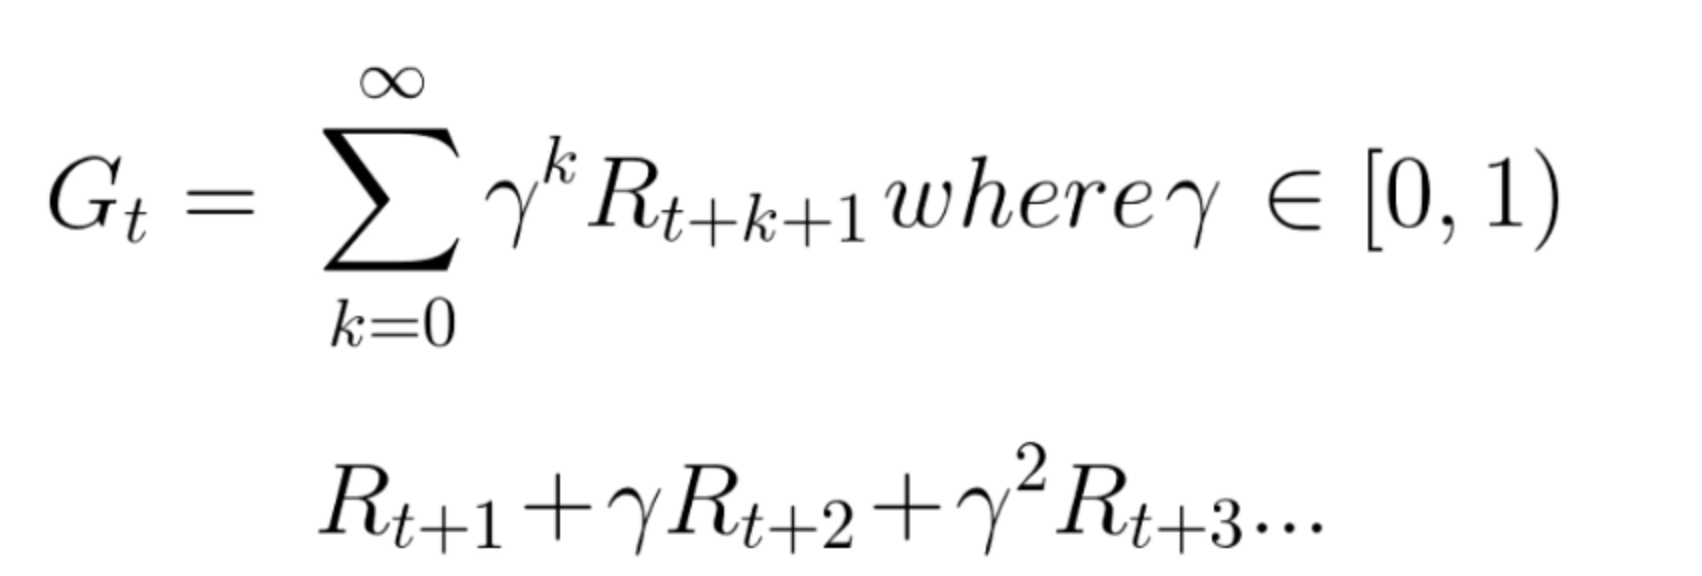 G_t = \sum_{k=0}^{\infty} \gamma^k R_{t+k+1} where \gamma \in [0, 1)
R_{t+1} + \gamma R_{t+2} + \gamma^2 R_{t+3}...